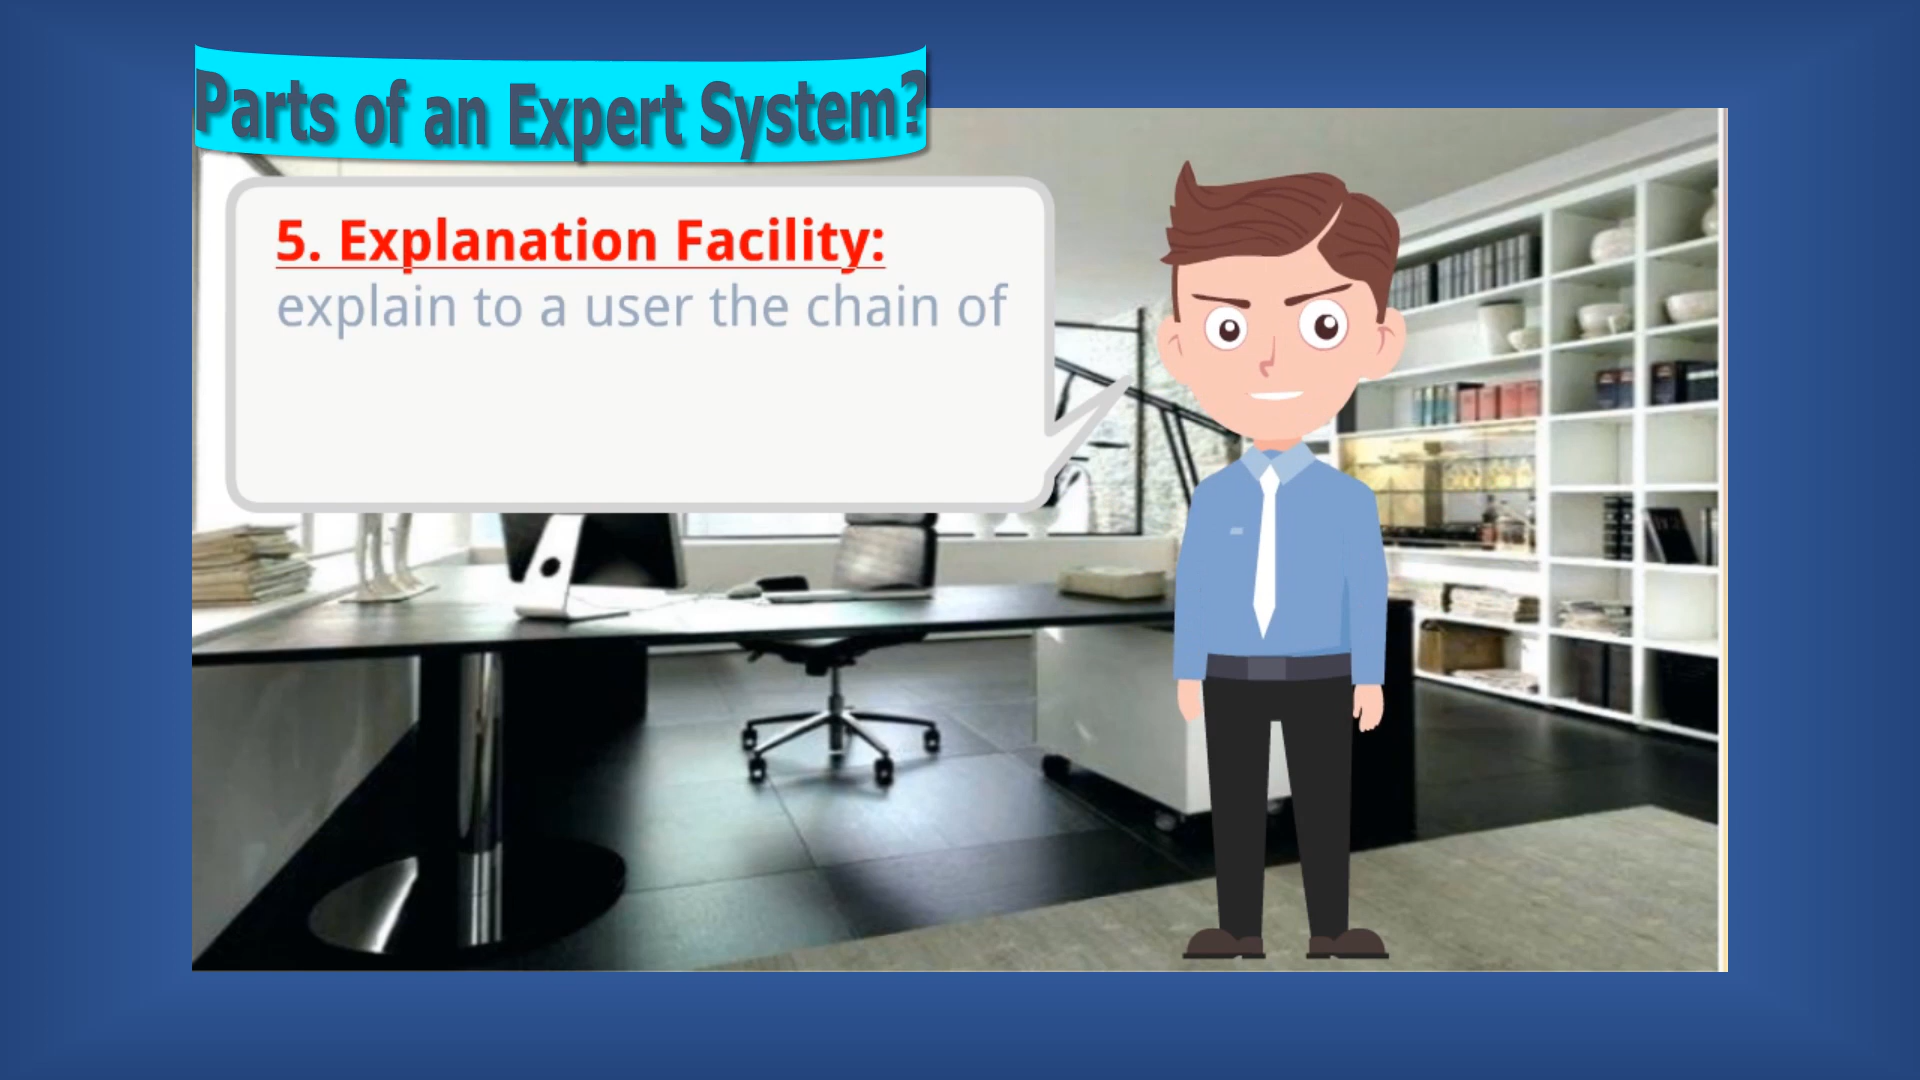 Parts of an Expert System?
5. Explanation Facility:
explain to a user the chain of